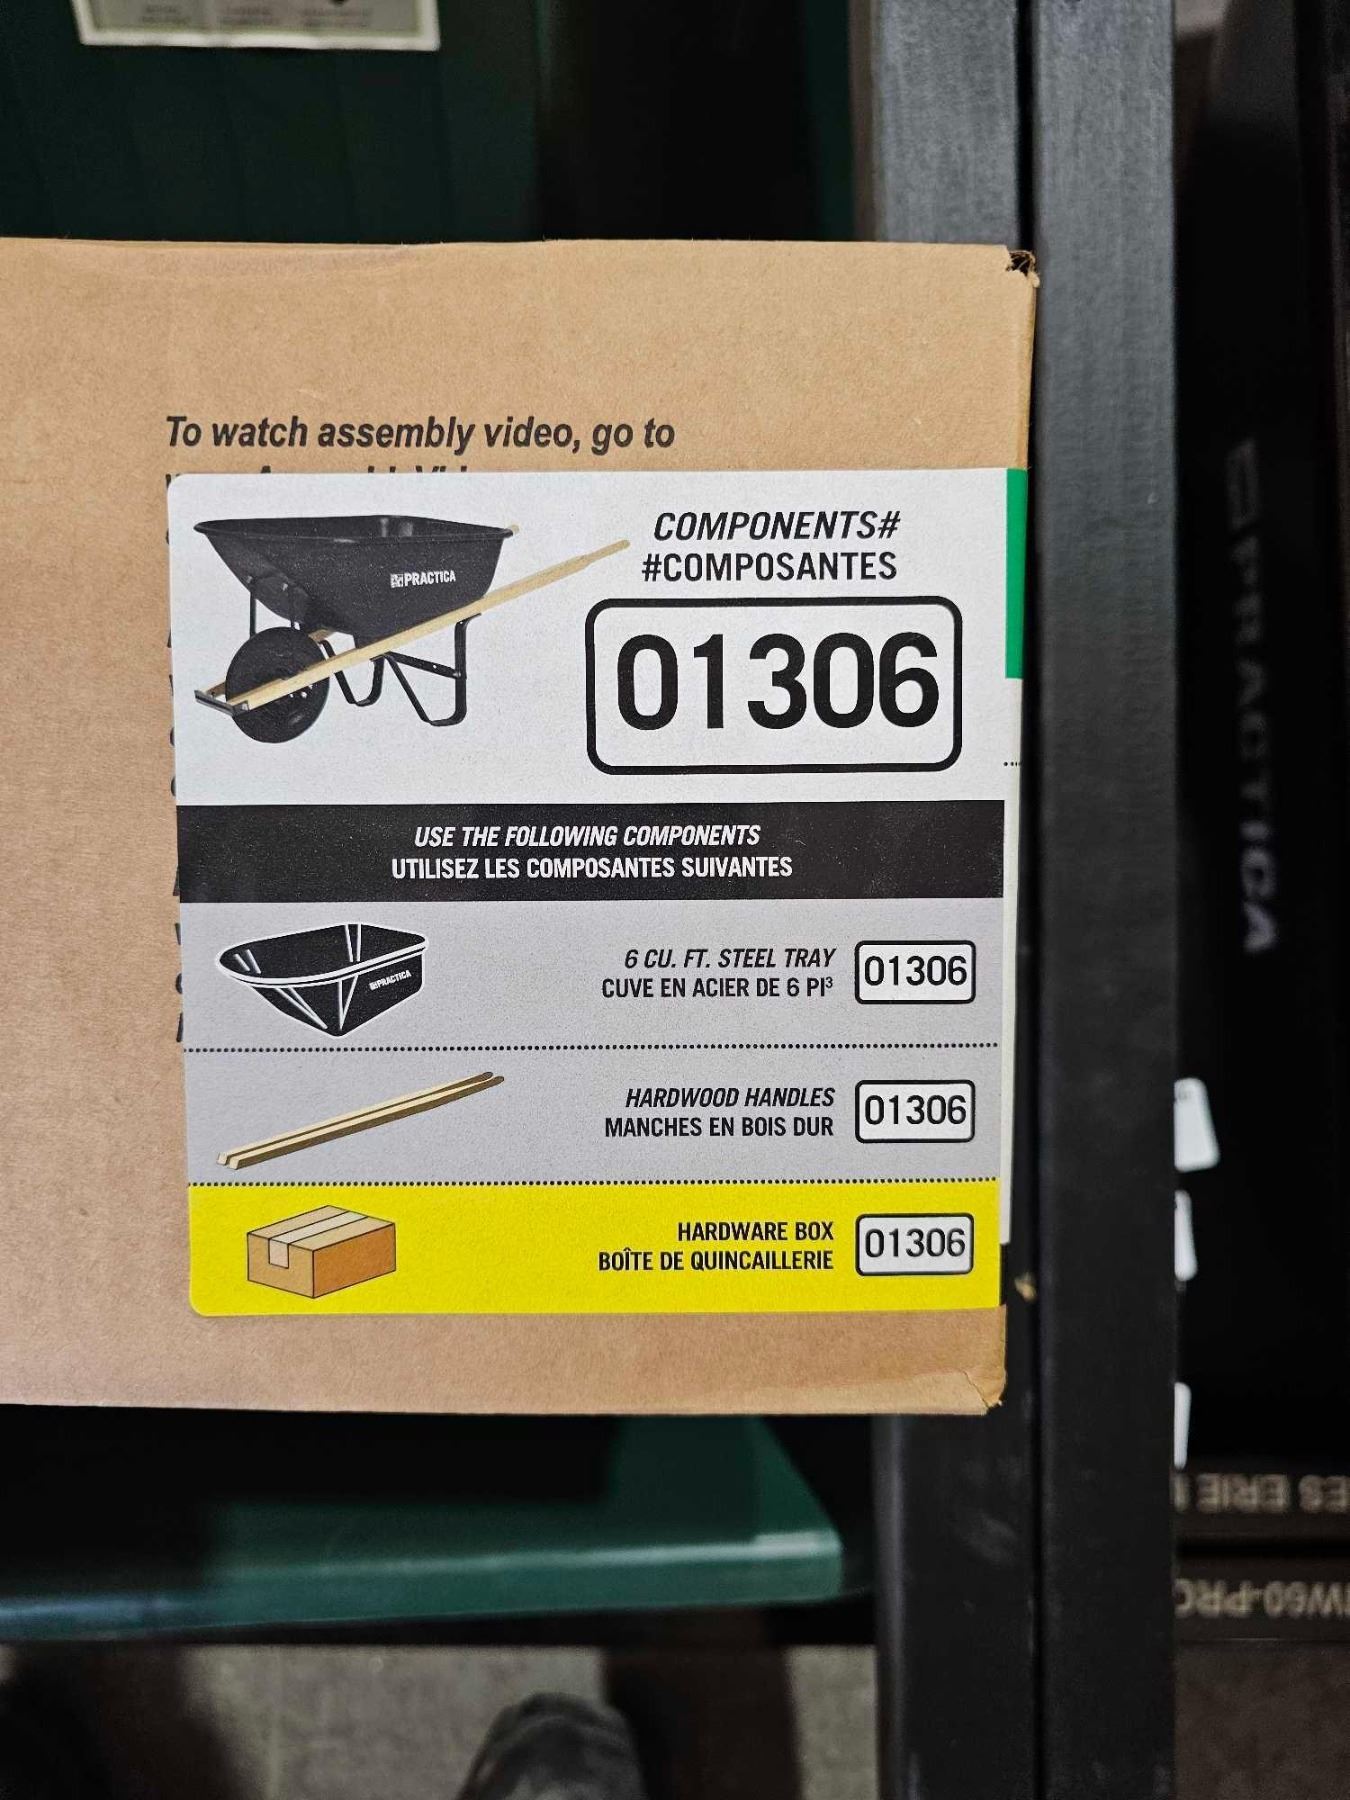 To watch assembly video, go to
PRACTICA
COMPONENTS#
#COMPOSANTES
01306
USE THE FOLLOWING COMPONENTS
UTILISEZ LES COMPOSANTES SUIVANTES
PRACTICA
6 CU. FT. STEEL TRAY
CUVE EN ACIER DE 6 PI³
01306
HARDWOOD HANDLES
MANCHES EN BOIS DUR
01306
HARDWARE BOX
BOÎTE DE QUINCAILLERIE
01306
PRACTICA
ERIE